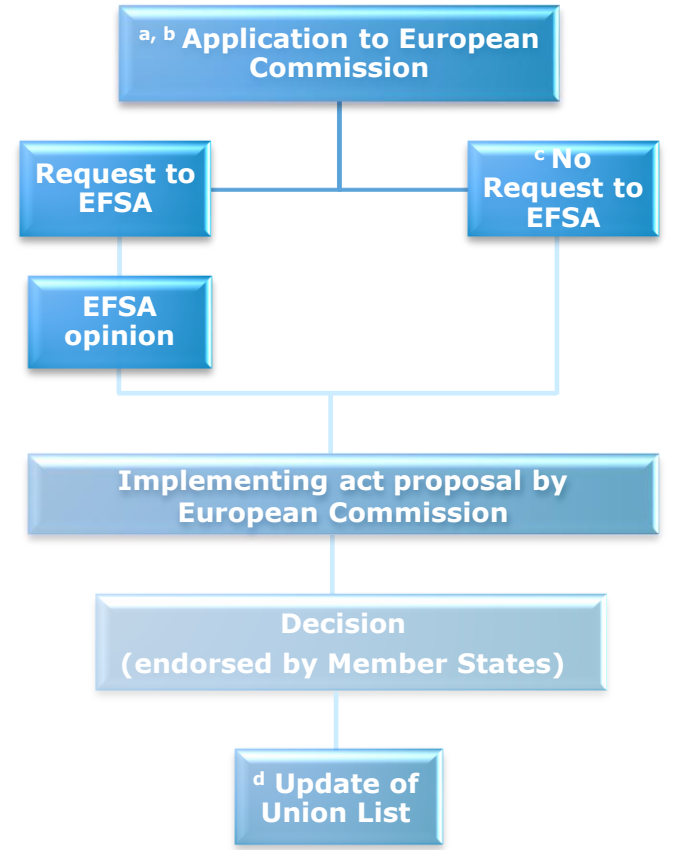 a, b Application to European
Commission
Request to
EFSA
c No
Request to
EFSA
EFSA
opinion
Implementing act proposal by
European Commission
Decision
(endorsed by Member States)
d Update of
Union List